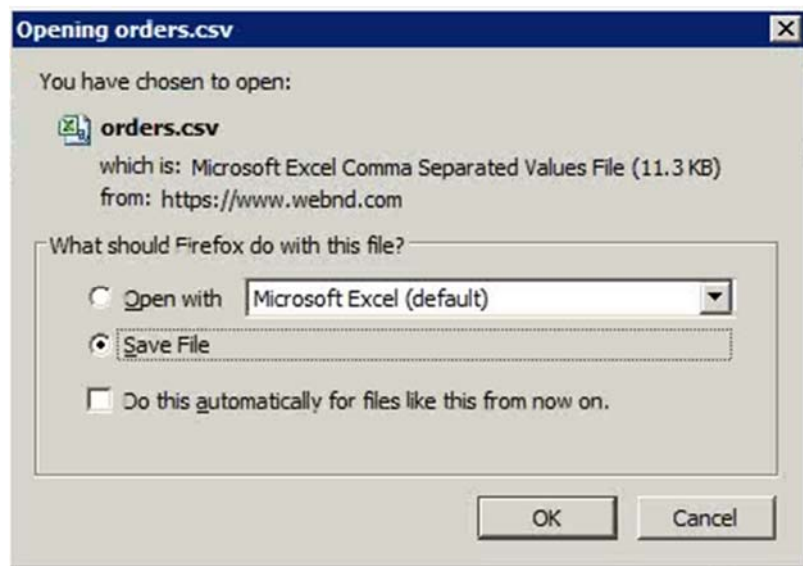 Opening orders.csv
You have chosen to open:
orders.csv
which is: Microsoft Excel Comma Separated Values File (11.3 KB)
from: https://www.webnd.com
What should Firefox do with this file?
Open with Microsoft Excel (default)
Save File
Do this automatically for files like this from now on.
OK Cancel